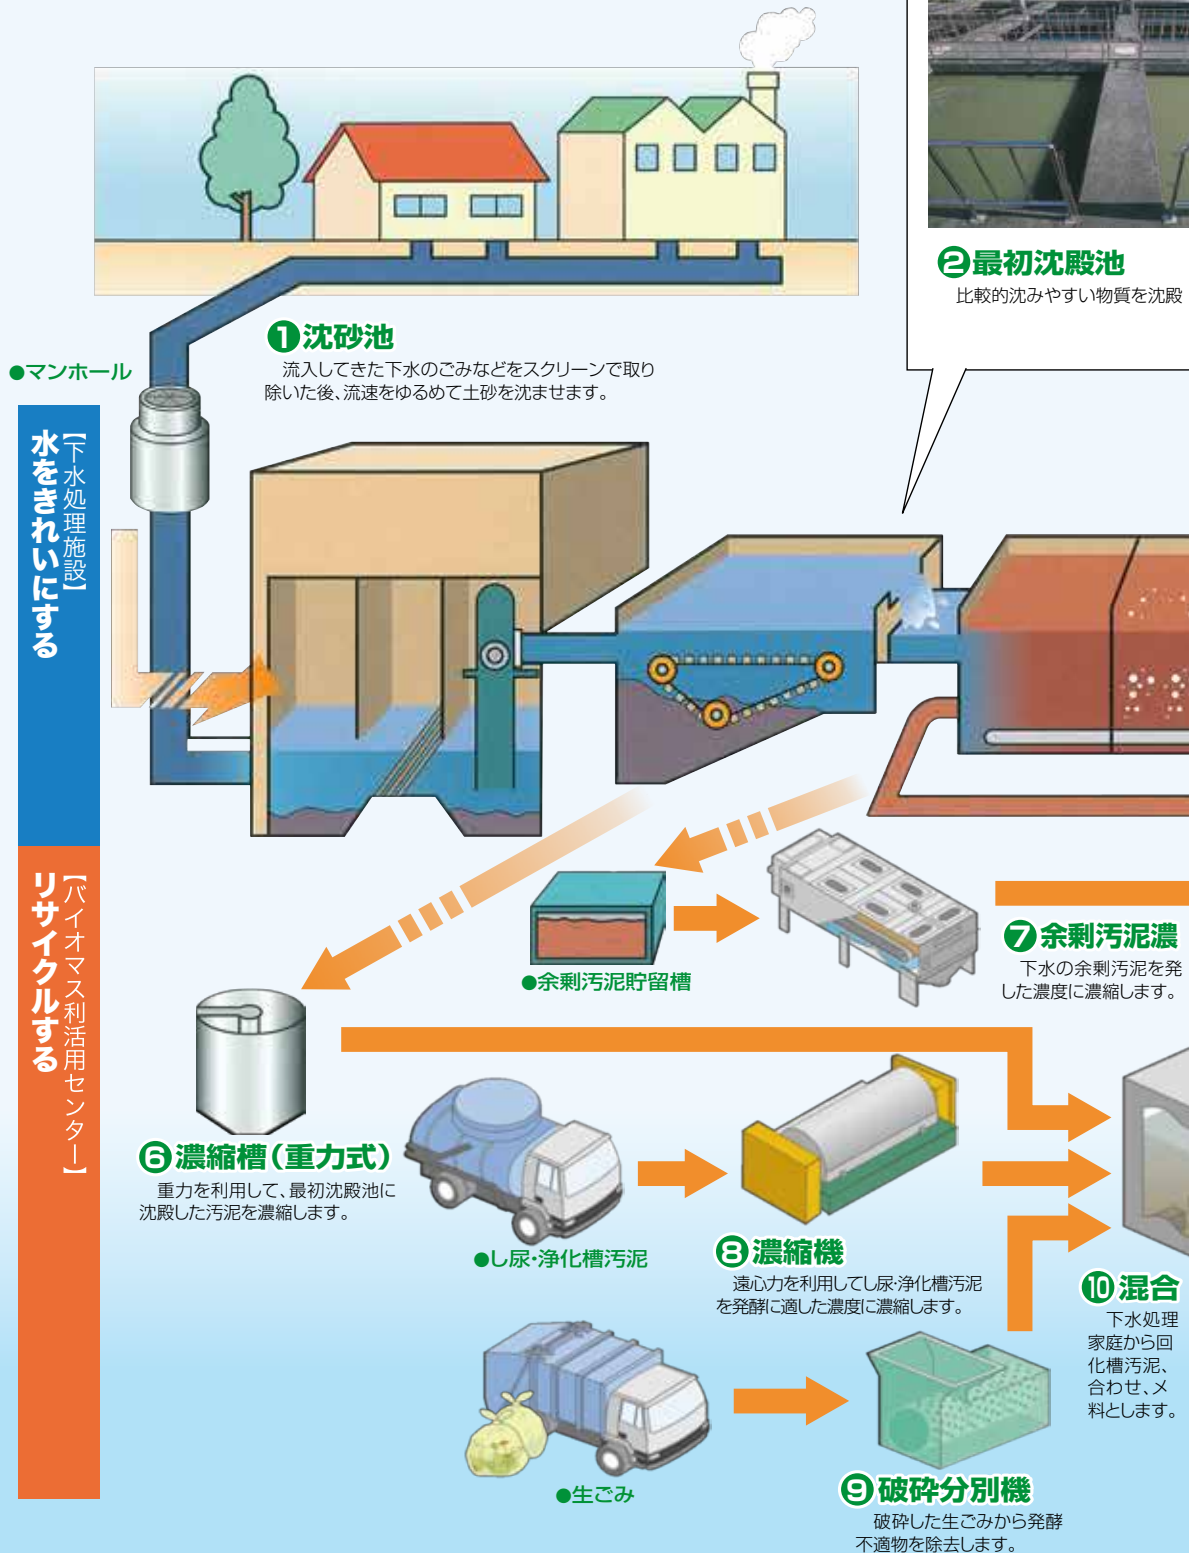 ❷最初沈殿池
比較的沈みやすい物質を沈殿
❶沈砂池
流入してきた下水のごみなどをスクリーンで取り
除いた後、流速をゆるめて土砂を沈ませます。
●マンホール
【下水処理施設】
水をきれいにする
【バイオマス利活用センター】
リサイクルする
●余剰汚泥貯留槽
❼余剰汚泥濃
下水の余剰汚泥を発
した濃度に濃縮します。
❻濃縮槽(重力式)
重力を利用して、最初沈殿池に
沈殿した汚泥を濃縮します。
●し尿・浄化槽汚泥
❽濃縮機
遠心力を利用してし尿・浄化槽汚泥
を発酵に適した濃度に濃縮します。
❿混合
下水処理
家庭から回
化槽汚泥、
合わせ、メ
料とします。
●生ごみ
❾破砕分別機
破砕した生ごみから発酵
不適物を除去します。